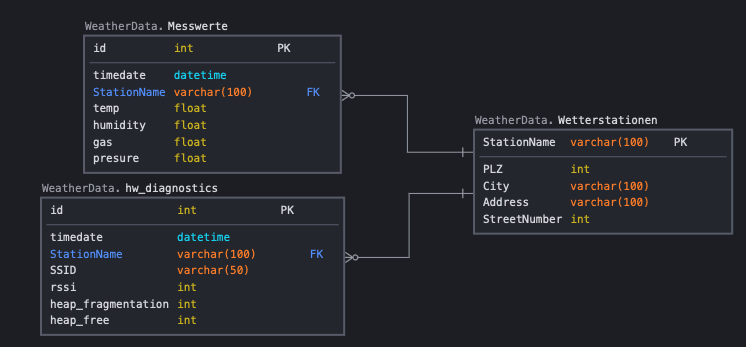 WeatherData. Messwerte
id int PK
timedate datetime
StationName varchar(100) FK
temp float
humidity float
gas float
presure float
WeatherData. Wetterstationen
StationName varchar(100) PK
PLZ int
City varchar(100)
Address varchar(100)
StreetNumber int
WeatherData. hw_diagnostics
id int PK
timedate datetime
StationName varchar(100) FK
SSID varchar(50)
rssi int
heap_fragmentation int
heap_free int